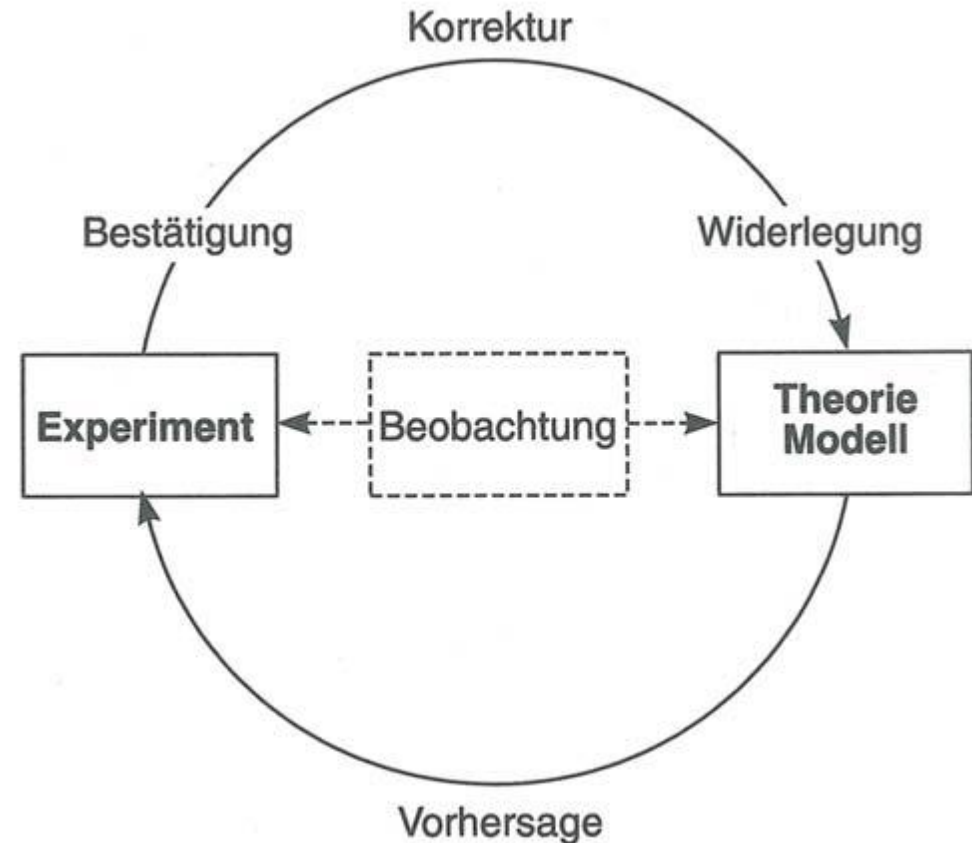 Korrektur
Bestätigung
Widerlegung
Experiment
Beobachtung
Theorie
Modell
Vorhersage